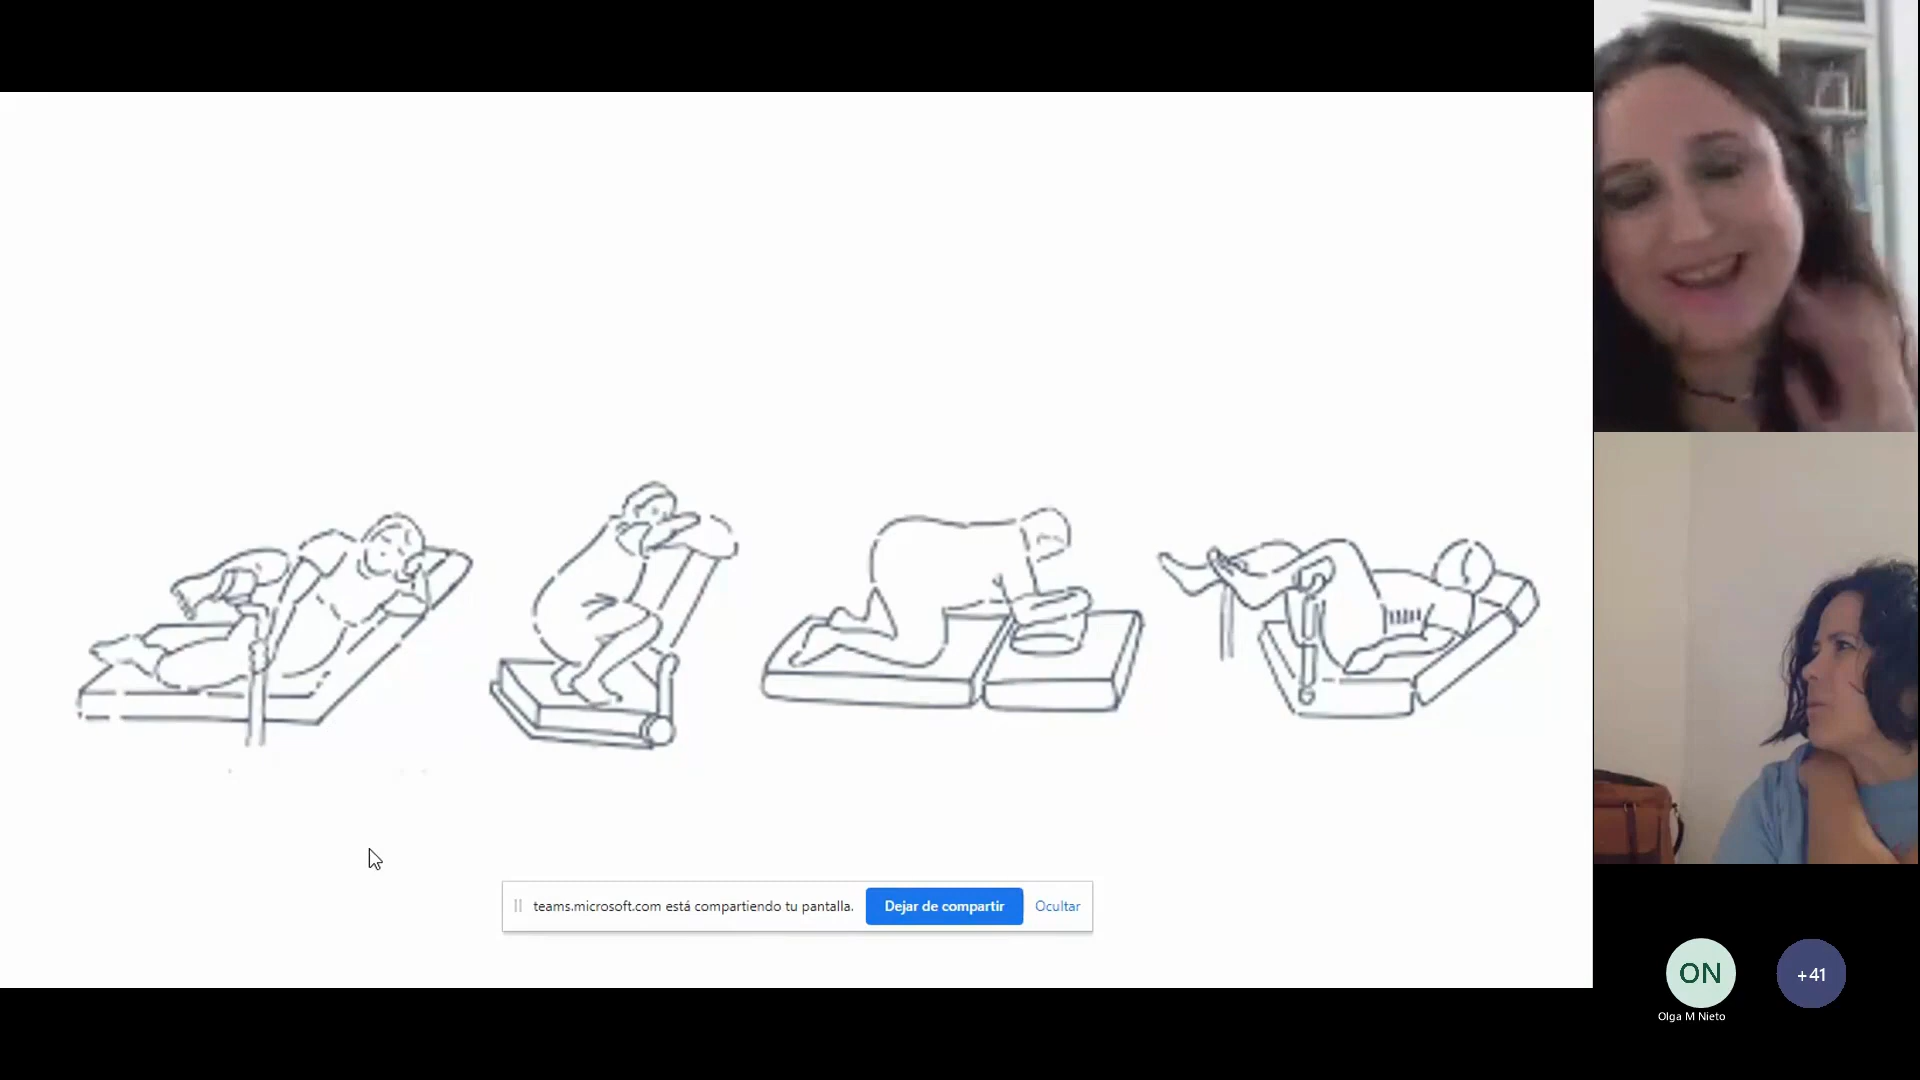 teams.microsoft.com está compartiendo tu pantalla.
Dejar de compartir
Ocultar
ON
+41
Olga M Nieto